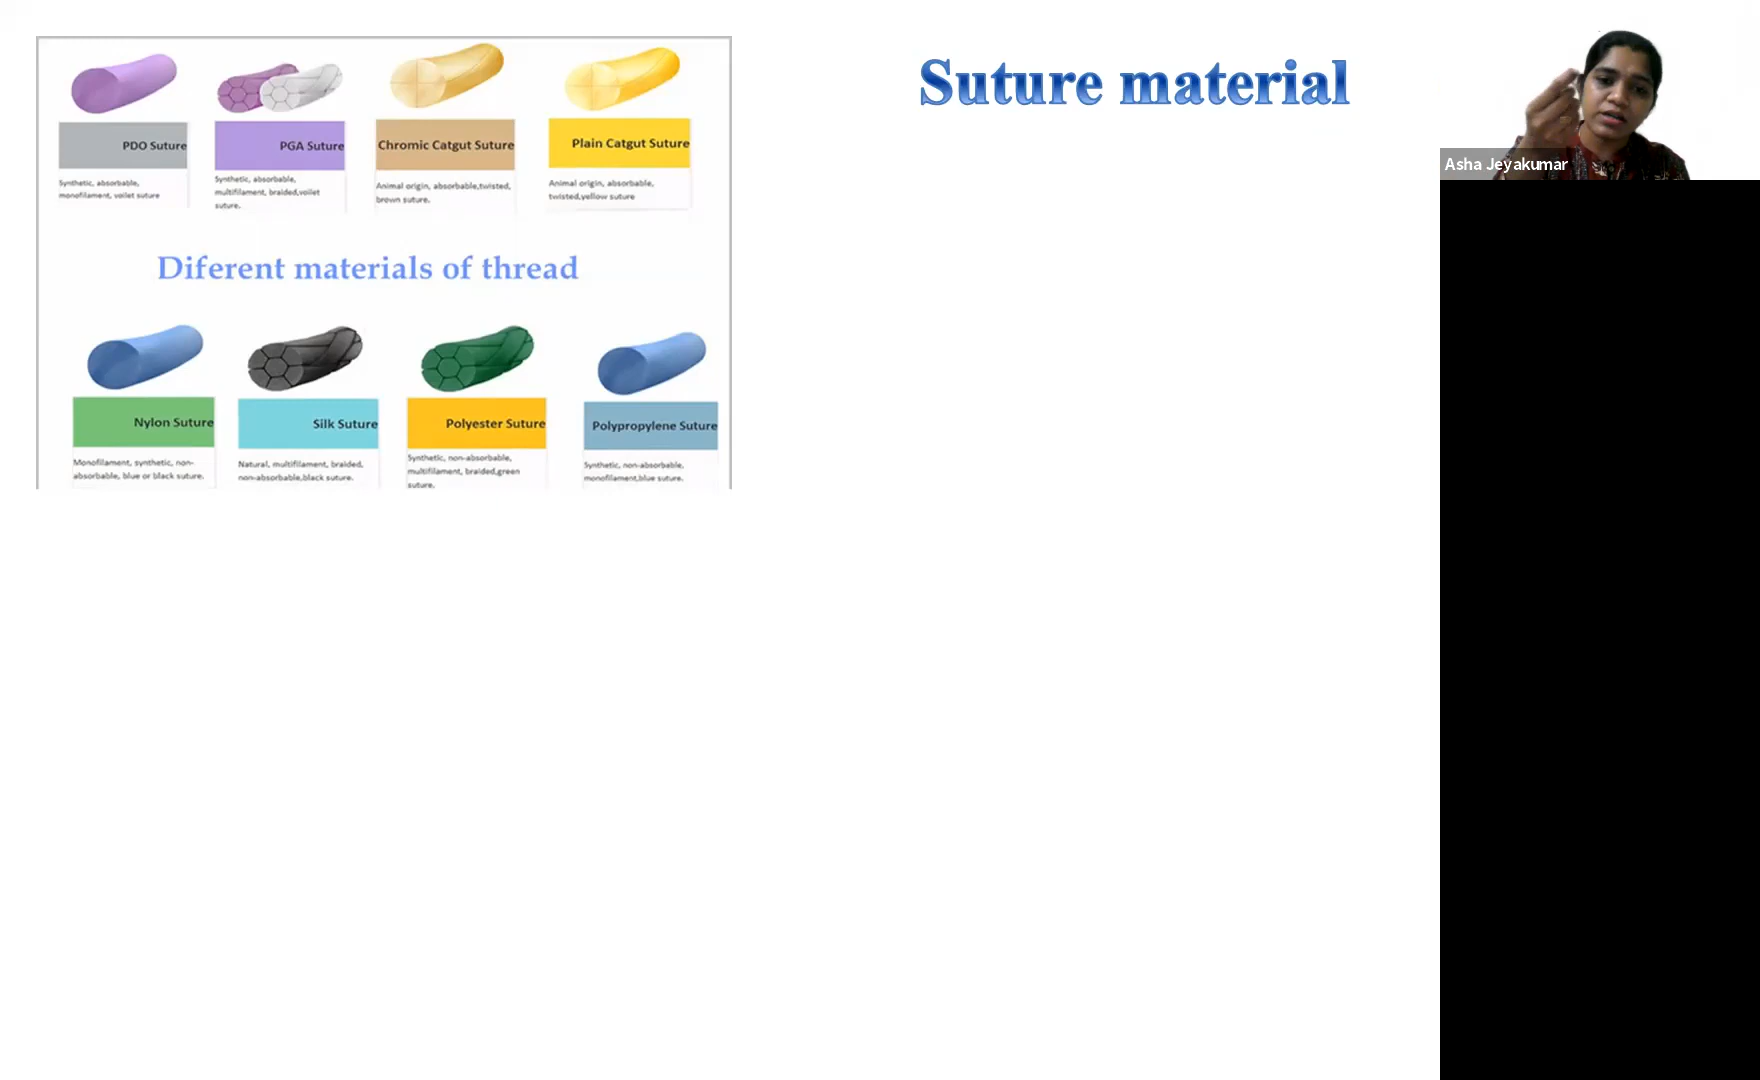 Suture material
Asha Jeyakumar
PDO Suture
Synthetic, absorbable,
monofilament, voilet suture
PGA Suture
Synthetic, absorbable,
multifilament, braided,voilet
suture.
Chromic Catgut Suture
Animal origin, absorbable,twisted,
brown suture.
Plain Catgut Suture
Animal origin, absorbable,
twisted,yellow suture
Diferent materials of thread
Nylon Suture
Monofilament, synthetic, non-
absorbable, blue or black suture.
Silk Suture
Natural, multifilament, braided,
non-absorbable,black suture.
Polyester Suture
Synthetic, non-absorbable,
multifilament, braided,green
suture.
Polypropylene Suture
Synthetic, non-absorbable,
monofilament,blue suture.